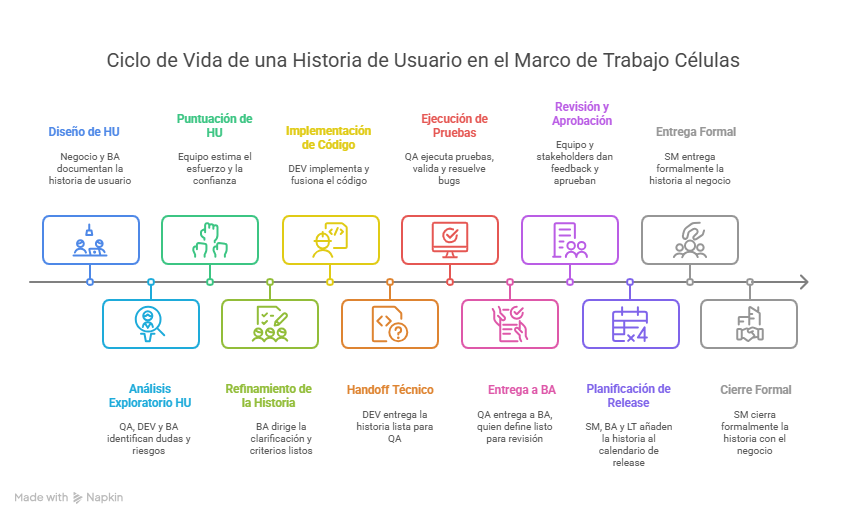 Ciclo de Vida de una Historia de Usuario en el Marco de Trabajo Células
Diseño de HU
Negocio y BA
documentan la
historia de usuario
Análisis
Exploratorio HU
QA, DEV y BA
identifican dudas y
riesgos
Puntuación de
HU
Equipo estima el
esfuerzo y la
confianza
Refinamiento de
la Historia
BA dirige la
clarificación y
criterios listos
Implementación
de Código
DEV implementa y
fusiona el código
</>
Handoff Técnico
DEV entrega la
historia lista para
QA
<>
?
Ejecución de
Pruebas
QA ejecuta pruebas,
valida y resuelve
bugs
Entrega a BA
QA entrega a BA,
quien define listo
para revisión
Revisión y
Aprobación
Equipo y
stakeholders dan
feedback y
aprueban
Planificación de
Release
SM, BA y LT añaden
la historia al
calendario de
release
x4
Entrega Formal
SM entrega
formalmente la
historia al negocio
Cierre Formal
SM cierra
formalmente la
historia con el
negocio
Made with Napkin